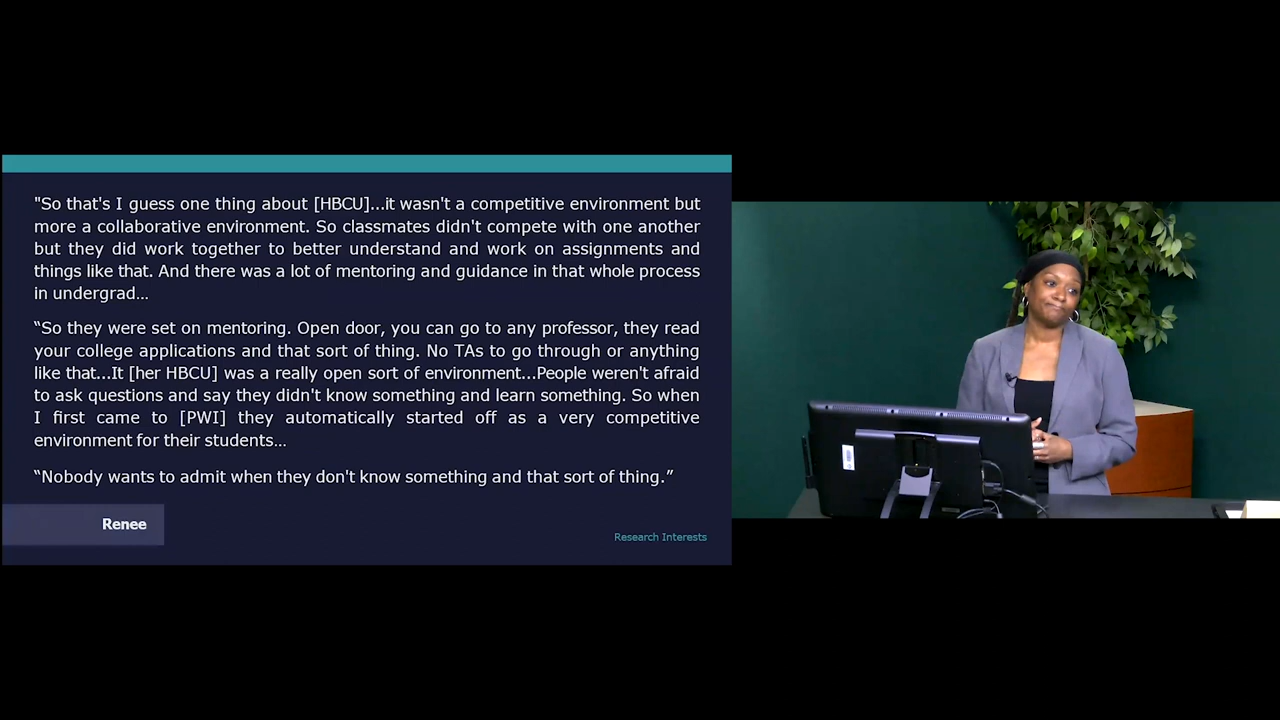 "So that's I guess one thing about [HBCU]...it wasn't a competitive environment but
more a collaborative environment. So classmates didn't compete with one another
but they did work together to better understand and work on assignments and
things like that. And there was a lot of mentoring and guidance in that whole process
in undergrad...
“So they were set on mentoring. Open door, you can go to any professor, they read
your college applications and that sort of thing. No TAs to go through or anything
like that...It [her HBCU] was a really open sort of environment...People weren't afraid
to ask questions and say they didn't know something and learn something. So when
I first came to [PWI] they automatically started off as a very competitive
environment for their students...
“Nobody wants to admit when they don't know something and that sort of thing.”
Renee
Research Interests